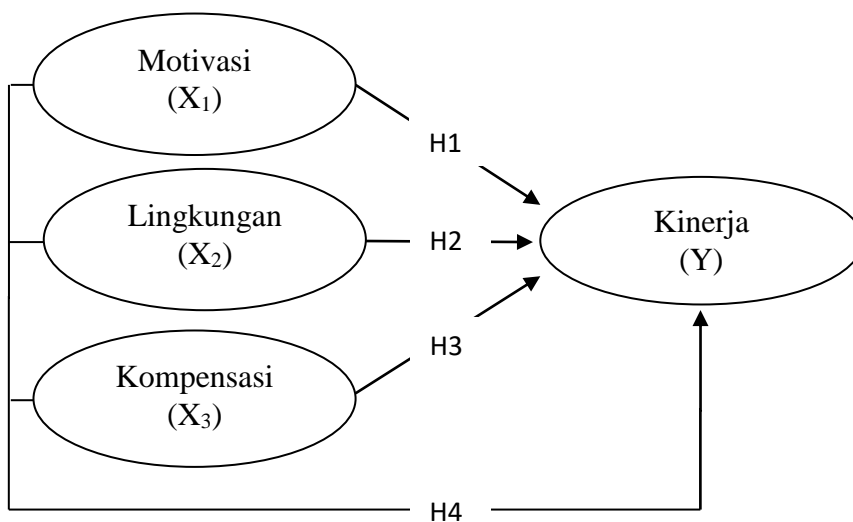 Motivasi
(X₁)
H1
Lingkungan
(X₂)
H2
Kinerja
(Y)
H3
Kompensasi
(X₃)
H4